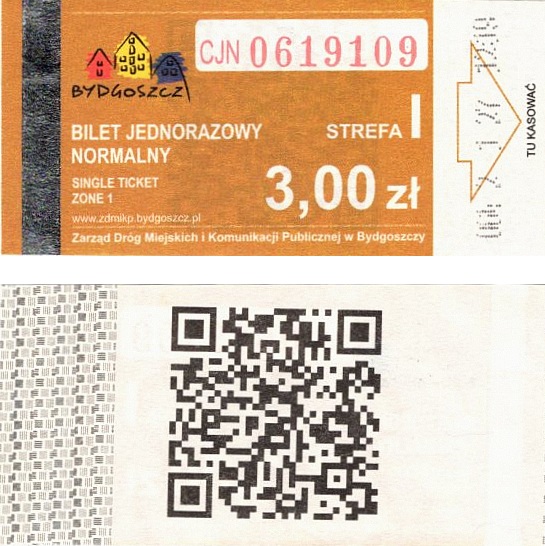 CJN 0619109
BYDGOSZCZ
BILET JEDNORAZOWY
NORMALNY
STREFA I
SINGLE TICKET
ZONE 1
3,00 zł
www.zdmikp.bydgoszcz.pl
Zarząd Dróg Miejskich i Komunikacji Publicznej w Bydgoszczy
TU KASOWAĆ